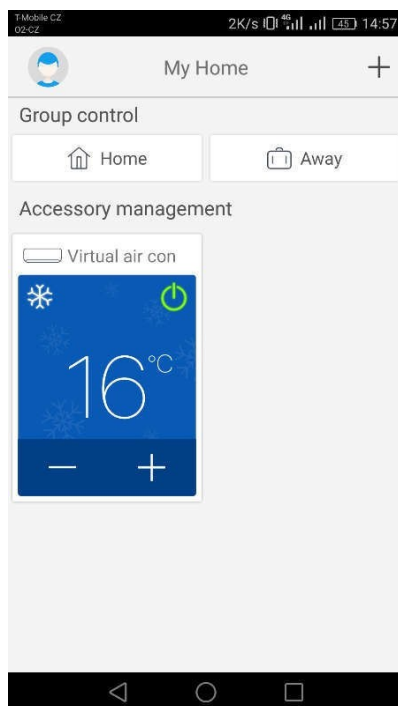 T-Mobile CZ
O2-CZ
2K/s 4G 45 14:57
My Home
Group control
Home
Away
Accessory management
Virtual air con
16°C